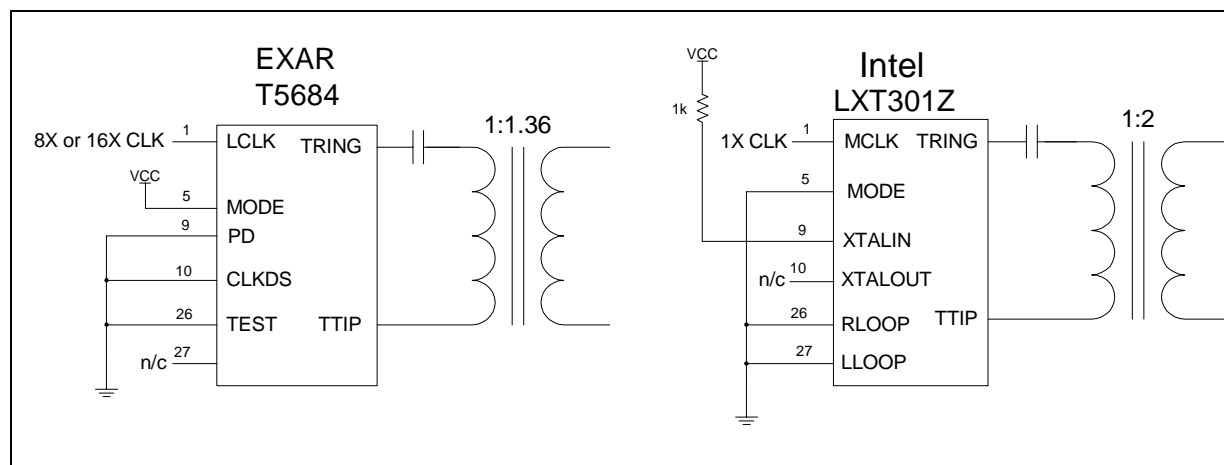 EXAR
T5684
8X or 16X CLK
1
LCLK
TRING
1:1.36
VCC
5
MODE
9
PD
10
CLKDS
26
TEST
TTIP
n/c
27
Intel
LXT301Z
VCC
1k
1X CLK
1
MCLK
TRING
1:2
5
MODE
9
XTALIN
n/c
10
XTALOUT
26
RLOOP
TTIP
27
LLOOP